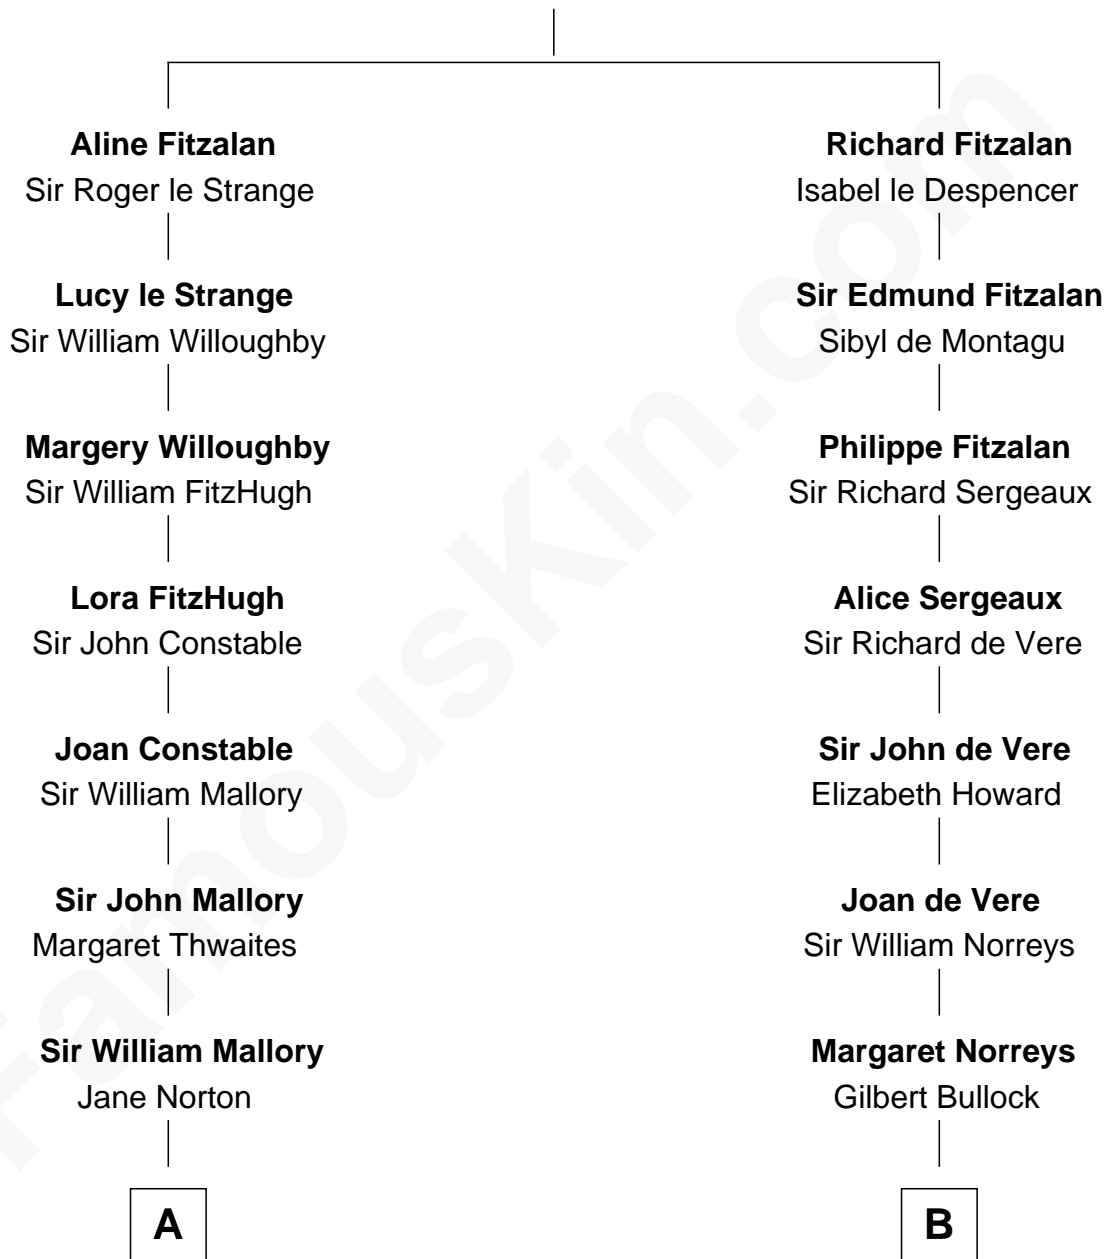 Aline Fitzalan
Sir Roger le Strange
Lucy le Strange
Sir William Willoughby
Margery Willoughby
Sir William FitzHugh
Lora FitzHugh
Sir John Constable
Joan Constable
Sir William Mallory
Sir John Mallory
Margaret Thwaites
Sir William Mallory
Jane Norton
A
Richard Fitzalan
Isabel le Despencer
Sir Edmund Fitzalan
Sibyl de Montagu
Philippe Fitzalan
Sir Richard Sergeaux
Alice Sergeaux
Sir Richard de Vere
Sir John de Vere
Elizabeth Howard
Joan de Vere
Sir William Norreys
Margaret Norreys
Gilbert Bullock
B
FamousKin.com